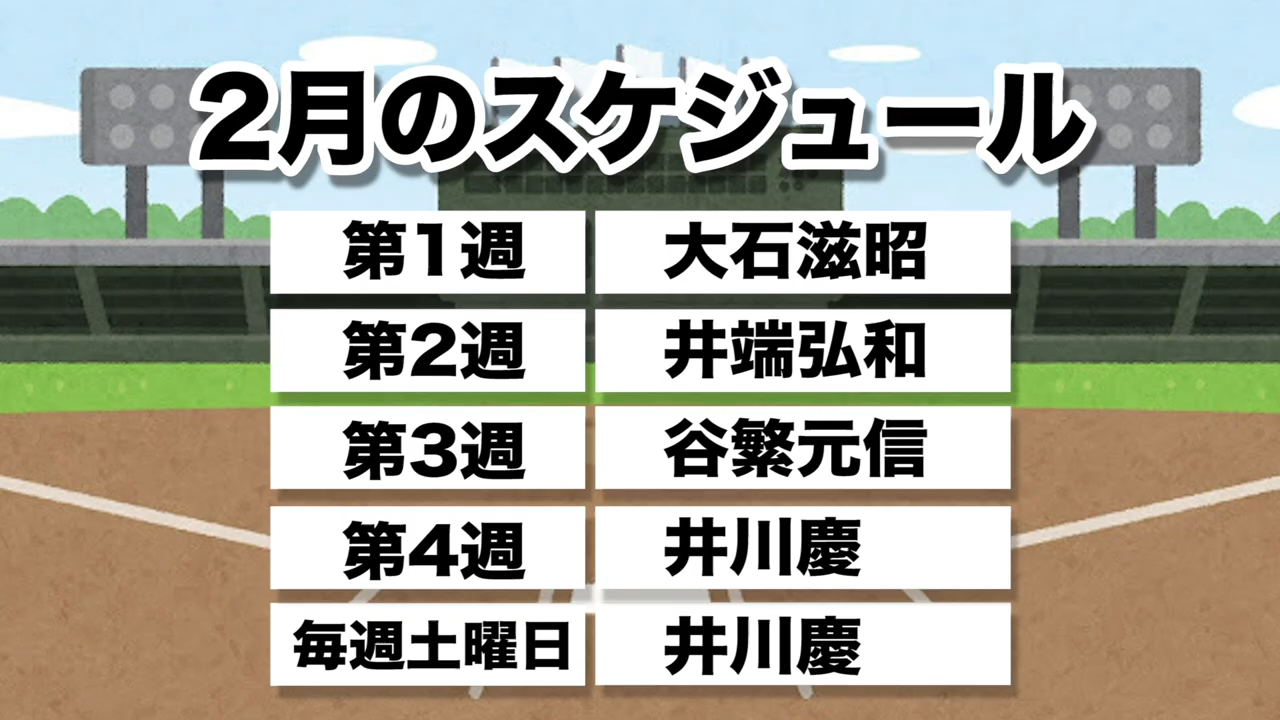 2月のスケジュール
第1週 大石滋昭
第2週 井端弘和
第3週 谷繁元信
第4週 井川慶
毎週土曜日 井川慶